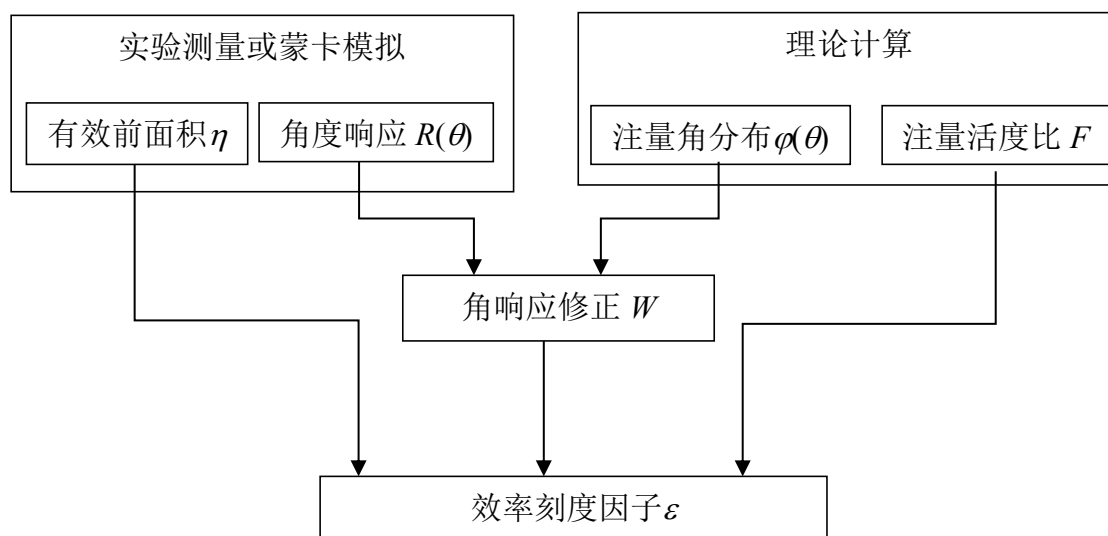 实验测量或蒙卡模拟
理论计算
有效前面积η
角度响应 R(θ)
注量角分布φ(θ)
注量活度比 F
角响应修正 W
效率刻度因子ε